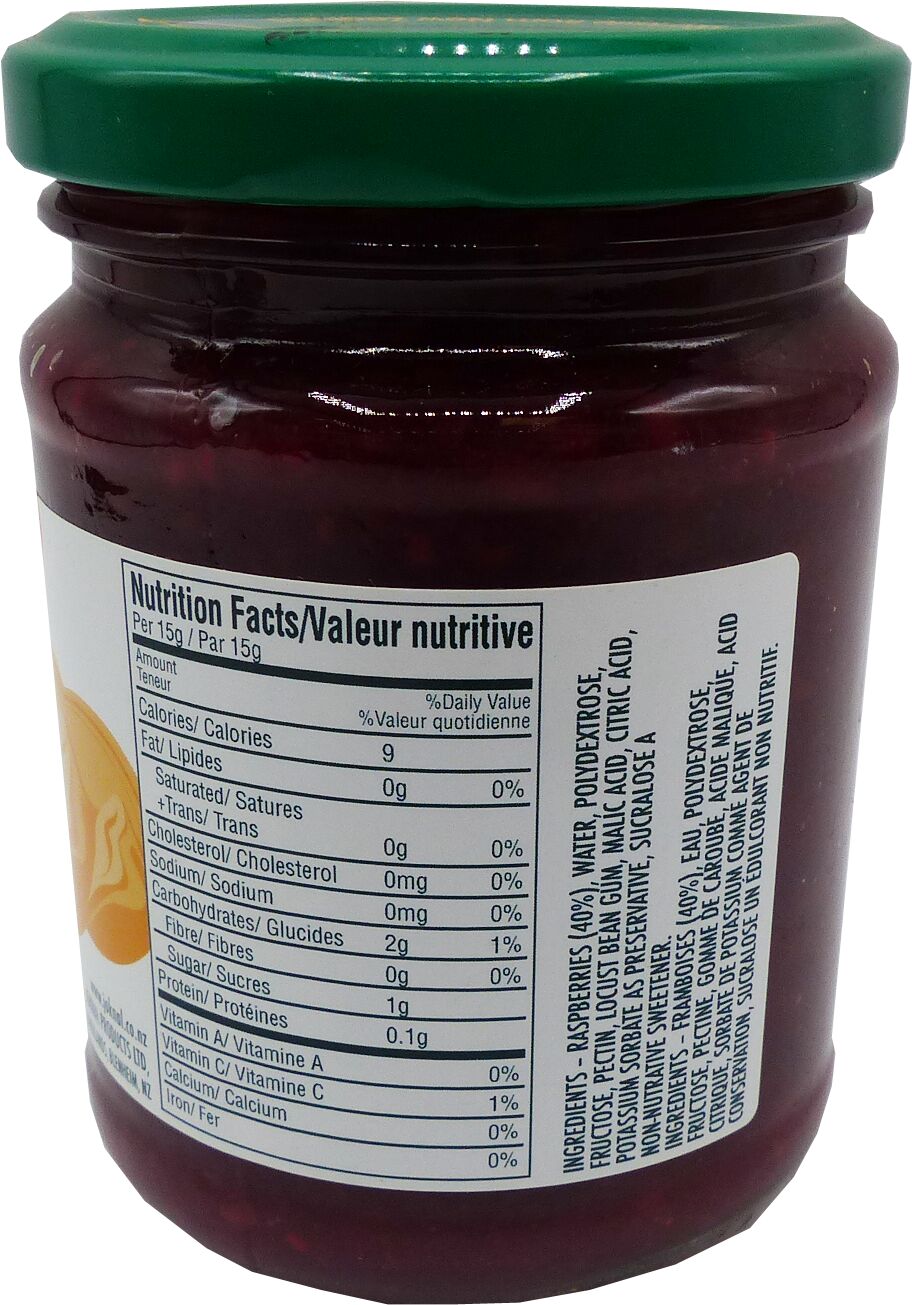 Nutrition Facts/Valeur nutritive
Per 15g / Par 15g
Amount
Teneur
%Daily Value
%Valeur quotidienne
Calories/ Calories 9
Fat/ Lipides 0g 0%
Saturated/ Satures
+Trans/ Trans 0g 0%
Cholesterol/ Cholesterol 0mg 0%
Sodium/ Sodium 0mg 0%
Carbohydrates/ Glucides 2g 1%
Fibre/ Fibres 0g 0%
Sugar/ Sucres 1g
Protein/ Protéines 0.1g
Vitamin A/ Vitamine A 0%
Vitamin C/ Vitamine C 1%
Calcium/ Calcium 0%
Iron/ Fer 0%
INGREDIENTS - RASPBERRIES (40%), WATER, POLYDEXTROSE,
FRUCTOSE, PECTIN, LOCUST BEAN GUM, MALIC ACID, CITRIC ACID,
POTASSIUM SORBATE AS PRESERVATIVE, SUCRALOSE A
NON-NUTRATIVE SWEETENER.
INGREDIENTS - FRAMBOISES (40%), EAU, POLYDEXTROSE,
FRUCTOSE, PECTINE, GOMME DE CAROUBE, ACIDE MALIQUE, ACID
CITRIQUE, SORBATE DE POTASSIUM COMME AGENT DE
CONSERVATION, SUCRALOSE UN ÉDULCORANT NON NUTRITIF.
PRODUCTS LTD,
BLENHEIM, NZ